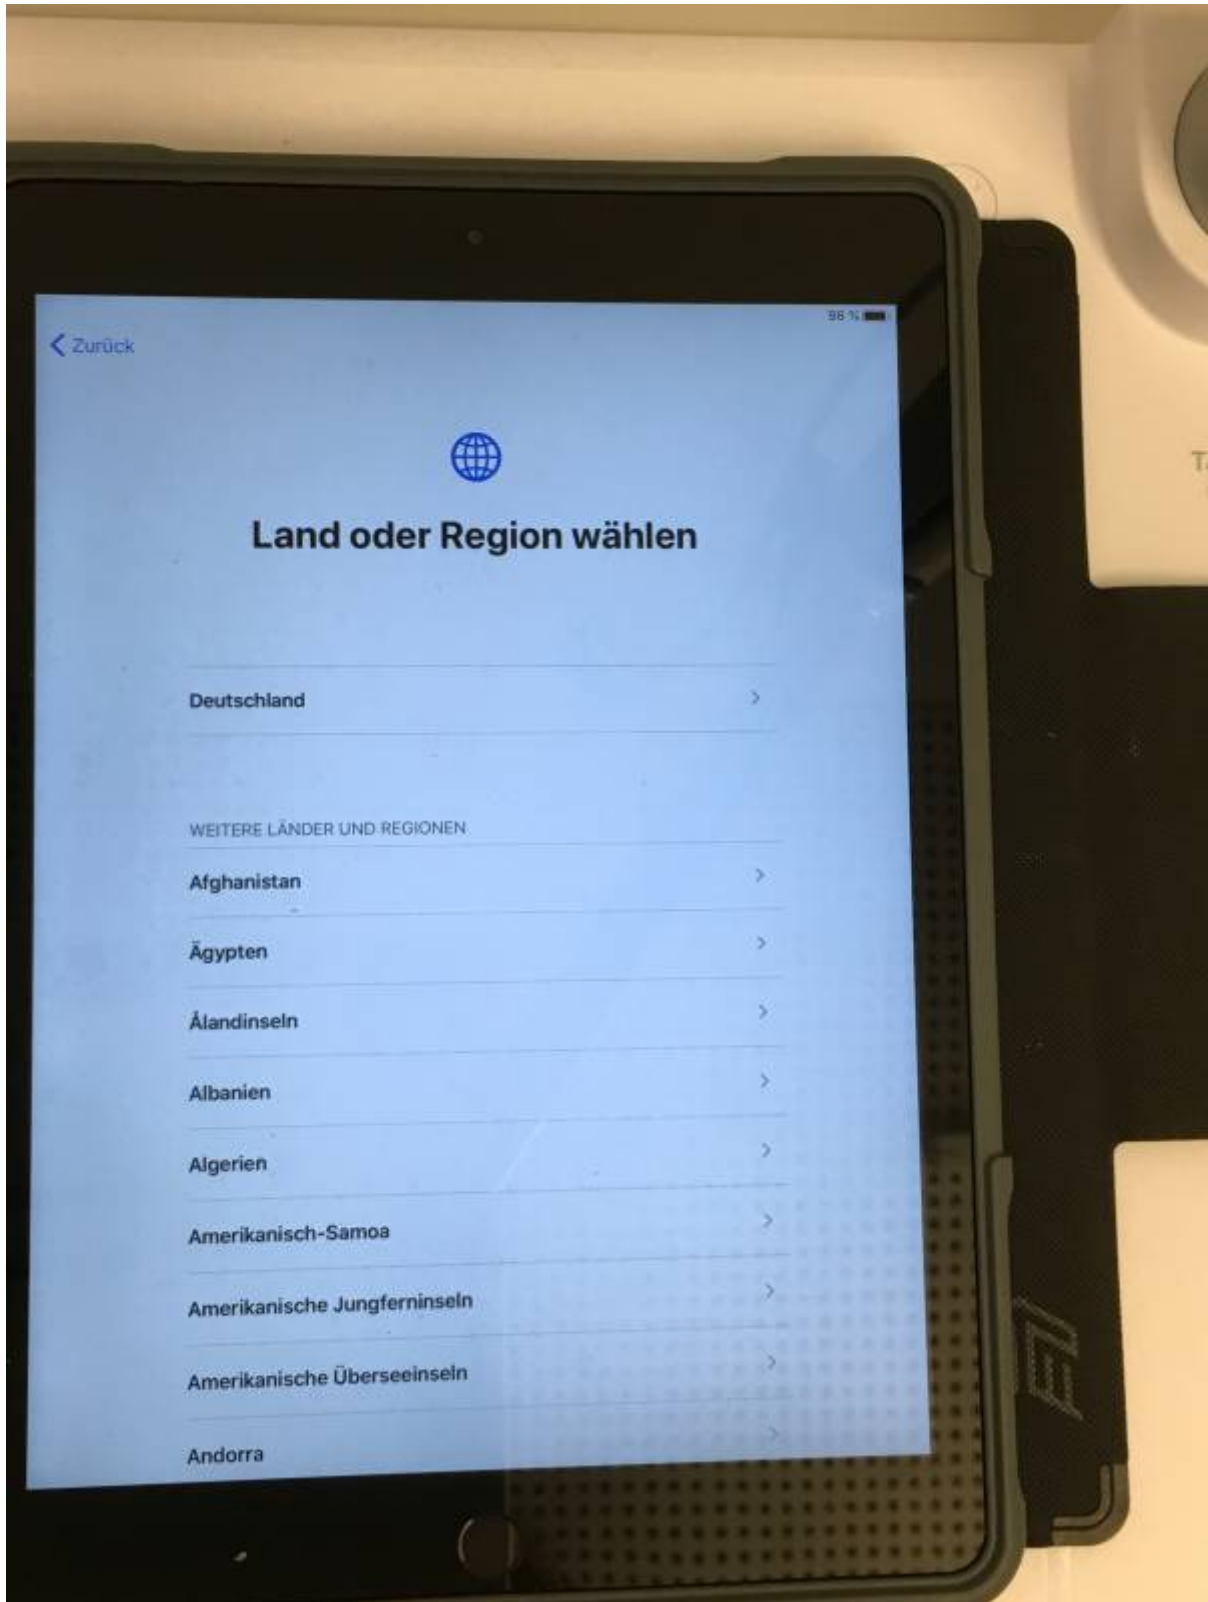 98 %
Zurück
Land oder Region wählen
Deutschland
WEITERE LÄNDER UND REGIONEN
Afghanistan
Ägypten
Ålandinseln
Albanien
Algerien
Amerikanisch-Samoa
Amerikanische Jungferninseln
Amerikanische Überseeinseln
Andorra